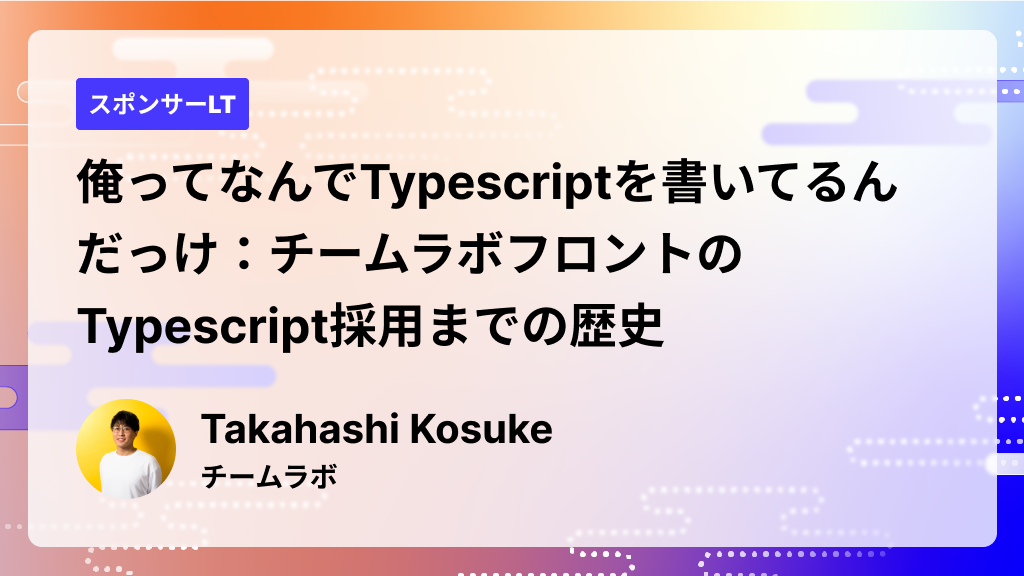 スポンサーLT
俺ってなんでTypescriptを書いてるん
だっけ：チームラボフロントの
Typescript採用までの歴史
Takahashi Kosuke
チームラボ